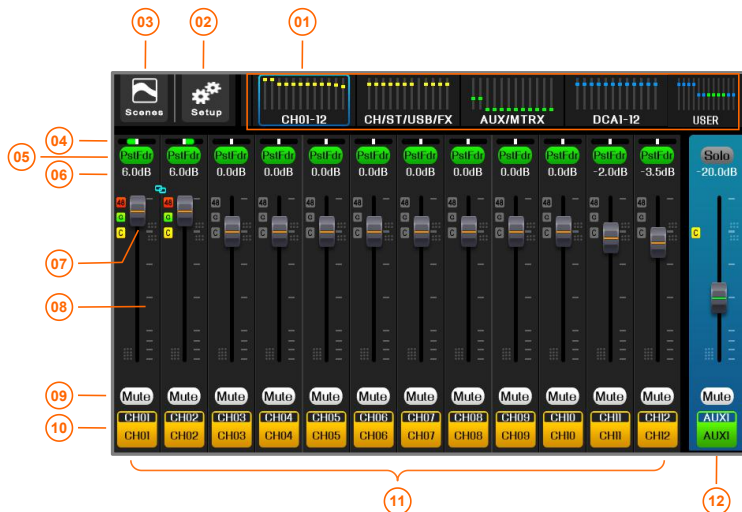 03 02 01
Scenes Setup CH01-12 CH/ST/USB/FX AUX/MTRX DCA1-12 USER
04
05 PstFdr PstFdr PstFdr PstFdr PstFdr PstFdr PstFdr PstFdr PstFdr PstFdr PstFdr PstFdr Solo
06 6.0dB 6.0dB 0.0dB 0.0dB 0.0dB 0.0dB 0.0dB 0.0dB 0.0dB 0.0dB -2.0dB -3.5dB -20.0dB
48 48 48 48 48 48 48 48 48 48 48 48
G G G G G G G G G G G G
C C C C C C C C C C C C C
07
08
09 Mute Mute Mute Mute Mute Mute Mute Mute Mute Mute Mute Mute Mute
CH01 CH02 CH03 CH04 CH05 CH06 CH07 CH08 CH09 CH10 CH11 CH12 AUX1
10 CH01 CH02 CH03 CH04 CH05 CH06 CH07 CH08 CH09 CH10 CH11 CH12 AUX1
11 12